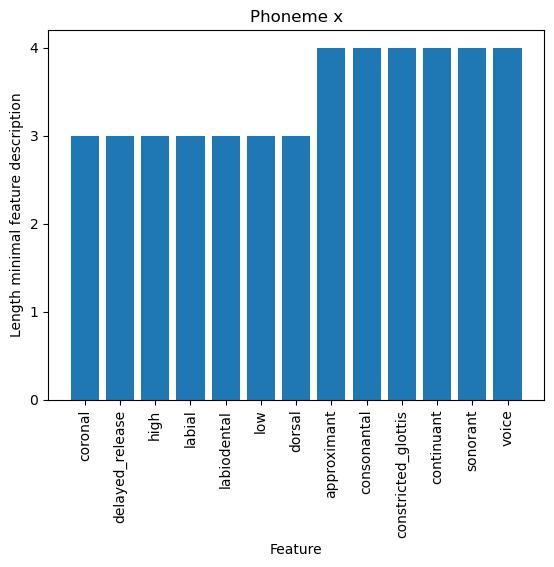 Phoneme x
Length minimal feature description
4
3
2
1
0
coronal
delayed_release
high
labial
labiodental
low
dorsal
approximant
consonantal
constricted_glottis
continuant
sonorant
voice
Feature